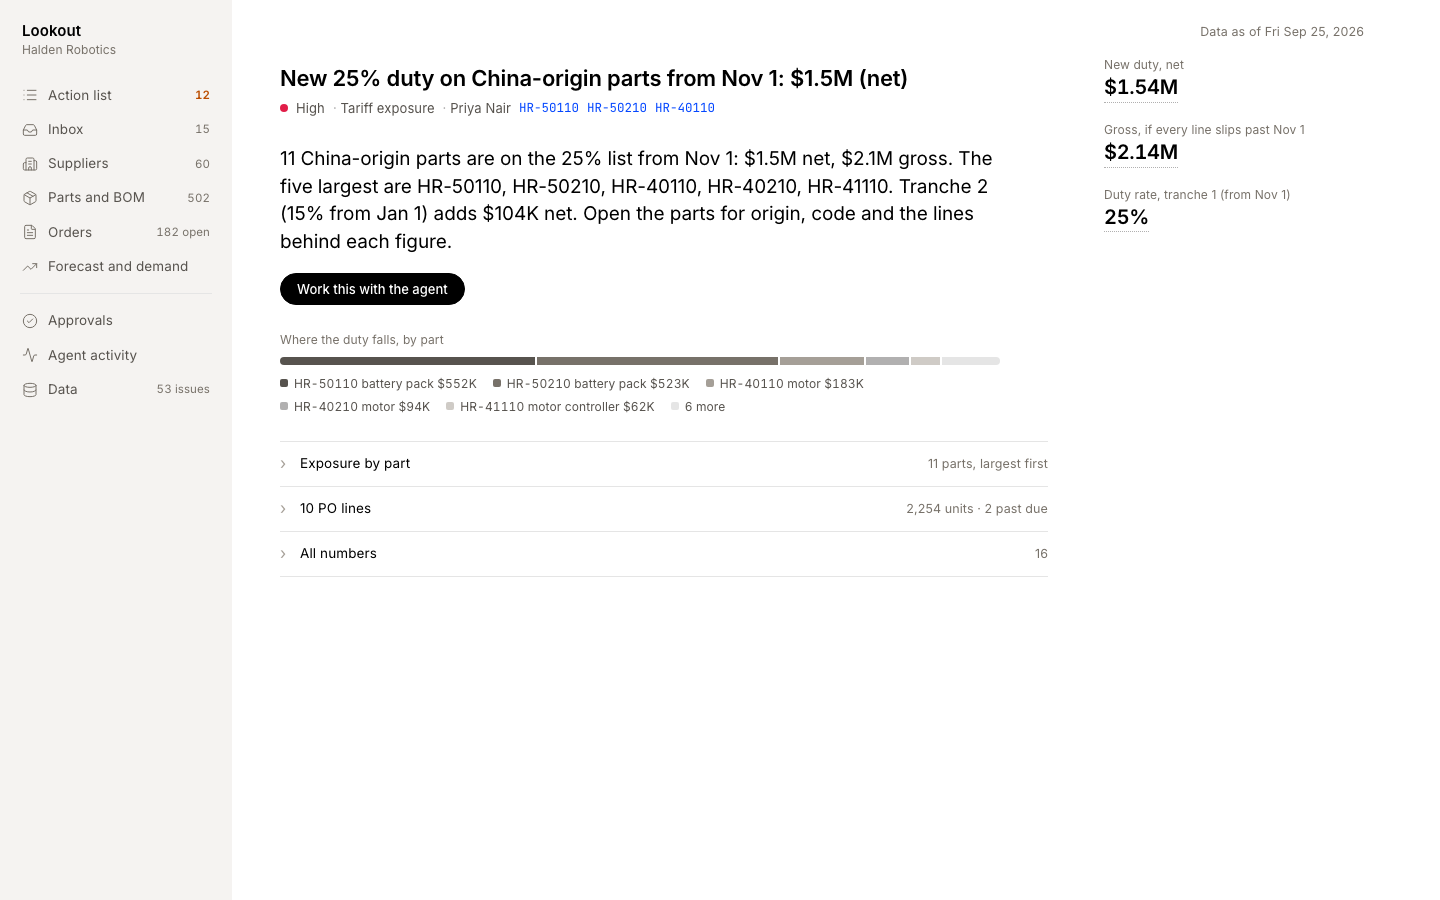 Lookout
Halden Robotics
Action list 12
Inbox 15
Suppliers 60
Parts and BOM 502
Orders 182 open
Forecast and demand
Approvals
Agent activity
Data 53 issues
Data as of Fri Sep 25, 2026
New 25% duty on China-origin parts from Nov 1: $1.5M (net)
High · Tariff exposure · Priya Nair HR-50110 HR-50210 HR-40110
11 China-origin parts are on the 25% list from Nov 1: $1.5M net, $2.1M gross. The
five largest are HR-50110, HR-50210, HR-40110, HR-40210, HR-41110. Tranche 2
(15% from Jan 1) adds $104K net. Open the parts for origin, code and the lines
behind each figure.
Work this with the agent
Where the duty falls, by part
HR-50110 battery pack $552K HR-50210 battery pack $523K HR-40110 motor $183K
HR-40210 motor $94K HR-41110 motor controller $62K 6 more
Exposure by part 11 parts, largest first
10 PO lines 2,254 units · 2 past due
All numbers 16
New duty, net
$1.54M
Gross, if every line slips past Nov 1
$2.14M
Duty rate, tranche 1 (from Nov 1)
25%